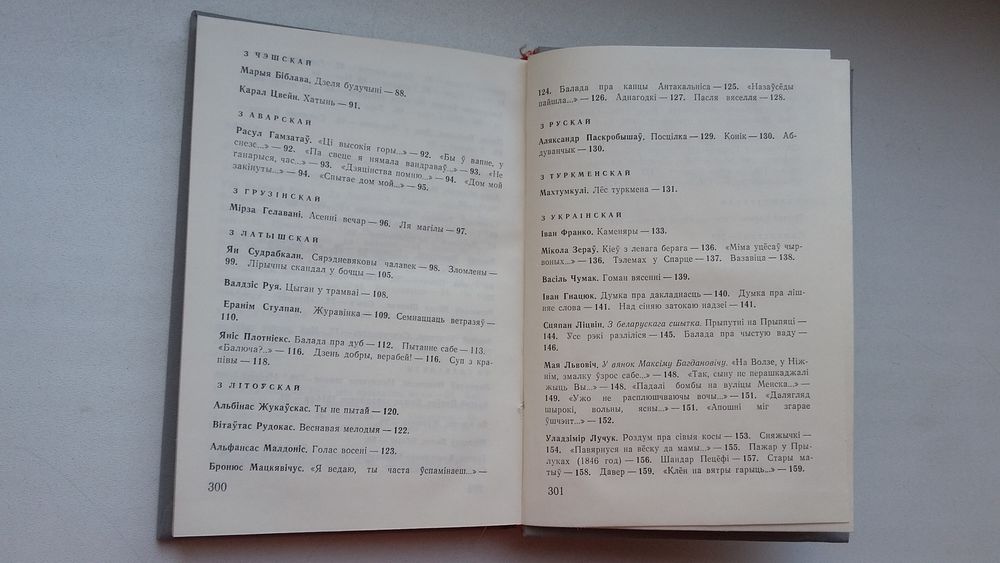 З ЧЭШСКАЙ
Марыя Біблава. Дзеля будучыні — 88.
Карал Цвейн. Хатынь — 91.
З АВАРСКАЙ
Расул Гамзатаў. «Ці высокія горы...» — 92. «Бы ў вапне, у
снезе...» — 92. «Па свеце я нямала вандраваў...» — 93. «Не
ганарыся, час...» — 93. «Дзяцінства помню...» — 94. «Дом мой
закінуты...» — 94. «Спытае дом мой...» — 95.
З ГРУЗІНСКАЙ
Мірза Гелавані. Асенні вечар — 96. Ля магілы — 97.
З ЛАТЫШСКАЙ
Ян Судрабкалн. Сярэдневяковы чалавек — 98. Зломлены —
99. Лірычны скандал у бочцы — 105.
Валдзіс Руя. Цыган у трамваі — 108.
Еранім Стулпан. Журавінка — 109. Семнаццаць ветразяў —
110.
Яніс Плотніекс. Балада пра дуб — 112. Пытанне сабе — 113.
«Балюча?..» — 116. Дзень добры, верабей! — 116. Суп з кра-
півы — 118.
З ЛІТОЎСКАЙ
Альбінас Жукаўскас. Ты не пытай — 120.
Вітаўтас Рудокас. Веснавая мелодыя — 122.
Альфансас Малдоніс. Голас восені — 123.
Бронюс Мацкявічус. «Я ведаю, ты часта ўспамінаеш...» —
300
124. Балада пра канцы Антакальніса — 125. «Назаўсёды
пайшла...» — 126. Аднагодкі — 127. Пасля вяселля — 128.
З РУСКАЙ
Аляксандр Паскробышаў. Посцілка — 129. Конік — 130. Аб-
дуванчык — 130.
З ТУРКМЕНСКАЙ
Махтумкулі. Лёс туркмена — 131.
З УКРАІНСКАЙ
Іван Франко. Каменяры — 133.
Мікола Зераў. Кіеў з левага берага — 136. «Міма уцёсаў чыр-
воных...» — 136. Тэлемах у Спарце — 137. Вазавіца — 138.
Васіль Чумак. Гоман вясенні — 139.
Іван Гнацюк. Думка пра дакладнасць — 140. Думка пра ліш-
няе слова — 141. Над сіняю затокаю надзеі — 141.
Сцяпан Ліцвін. З беларускага сшытка. Прыпутні на Прыпяці —
144. Усе рэкі разліліся — 145. Балада пра чыстую ваду —
146.
Мая Львовіч. У вянок Максіму Багдановічу. «На Волзе, у Ніж-
нім, змалку ўзрос сабе...» — 148. «Так, сыну не перашкаджалі
жыць Вы...» — 148. «Падалі бомбы на вуліцы Менска...» —
149. «Ужо не расплюшчваючы вочы...» — 151. «Далягляд
шырокі, вольны, ясны...» — 151. «Апошні міг згарае
ўшчэнт...» — 152.
Уладзімір Лучук. Роздум пра сівыя косы — 153. Сняжычкі —
154. «Павярнуся на вёску да мамы...» — 155. Пажар у Пры-
луках (1846 год) — 156. Шандар Пецёфі — 157. Стары ма-
тыў — 158. Давер — 159. «Клён на вятры гарыць...» — 159.
301